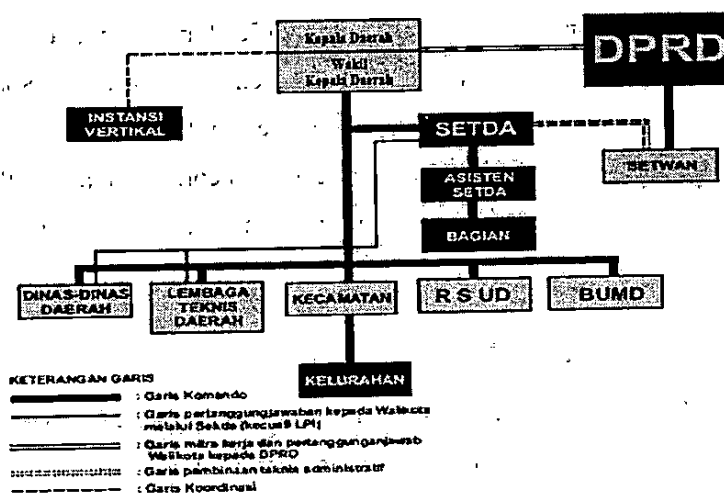 Kepala Daerah
Wakil
Kepala Daerah
DPRD
INSTANSI
VERTIKAL
SETDA
SETWAN
ASISTEN
SETDA
BAGIAN
DINAS-DINAS
DAERAH
LEMBAGA
TEKNIS
DAERAH
KECAMATAN
R S UD
BUMD
KELURAHAN
KETERANGAN GARIS
: Garis Komando
: Garis pertanggungjawaban kepada Walikota
melalui Sekda (kecuali LPI)
: Garis mitra kerja dan pertanggunganjawab
Walikota kepada DPRD
: Garis pembinaan teknis administratif
: Garis Koordinasi